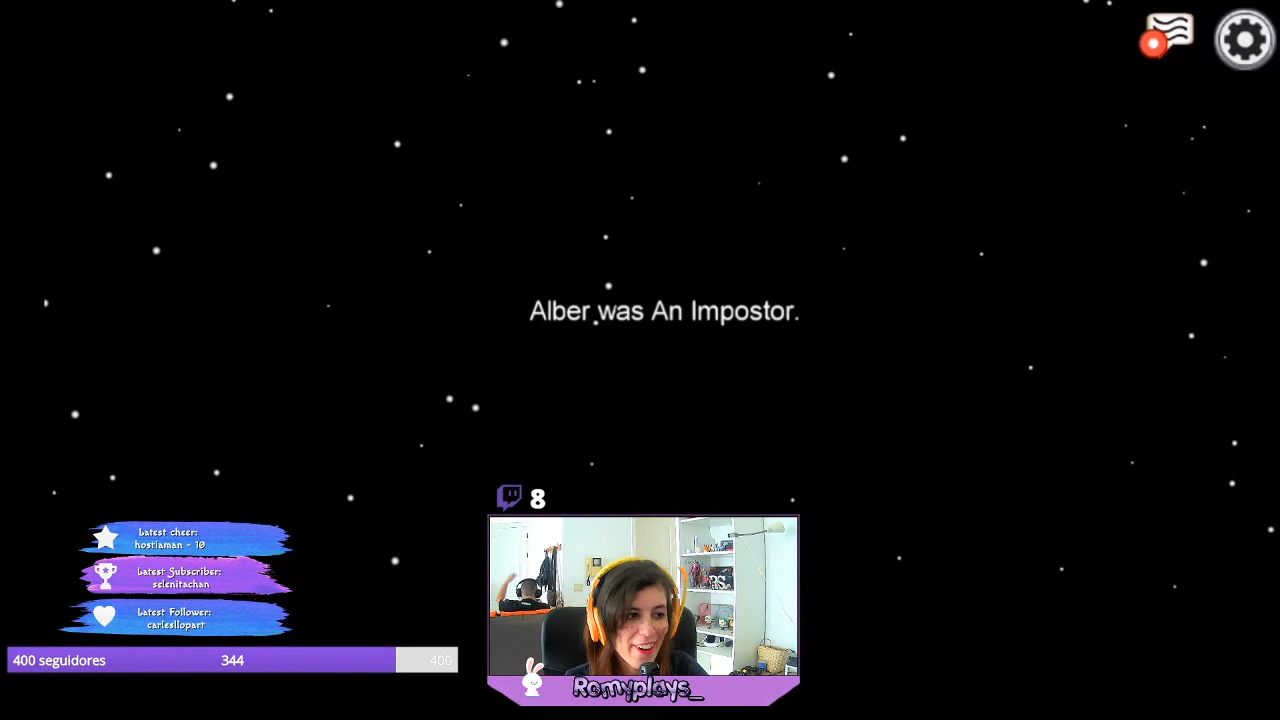 Alber was An Impostor.
8
Latest cheer:
hostiaman - 10
Latest Subscriber:
selenitachan
Latest Follower:
carlesllopart
400 seguidores 344 400
Romyplays_